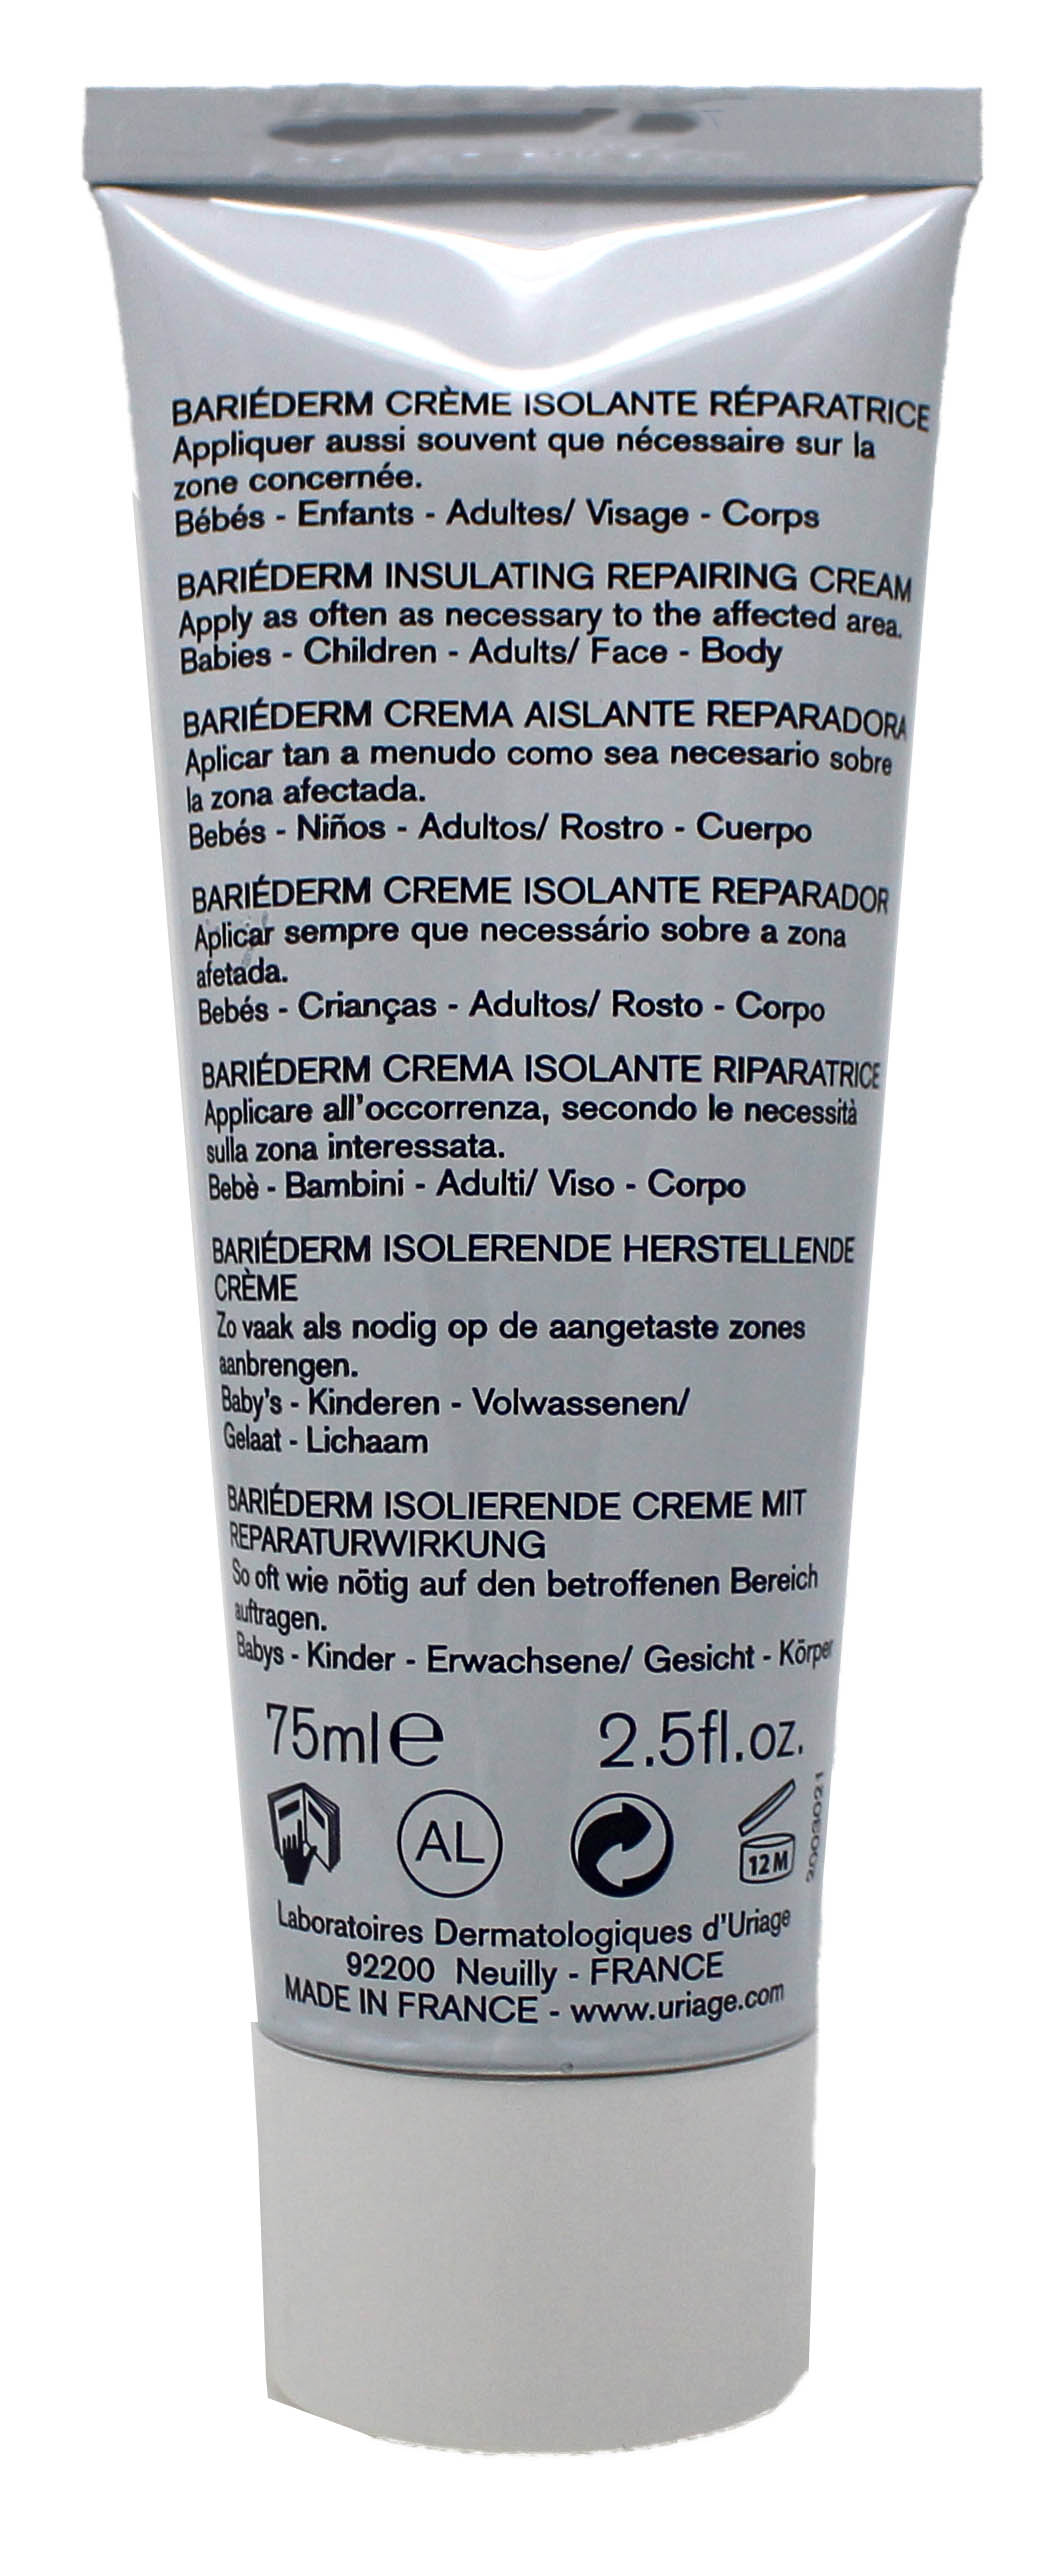 BARIÉDERM CRÈME ISOLANTE RÉPARATRICE
Appliquer aussi souvent que nécessaire sur la
zone concernée.
Bébés - Enfants - Adultes/ Visage - Corps
BARIÉDERM INSULATING REPAIRING CREAM
Apply as often as necessary to the affected area.
Babies - Children - Adults/ Face - Body
BARIÉDERM CREMA AISLANTE REPARADORA
Aplicar tan a menudo como sea necesario sobre
la zona afectada.
Bebés - Niños - Adultos/ Rostro - Cuerpo
BARIÉDERM CREME ISOLANTE REPARADOR
Aplicar sempre que necessário sobre a zona
afetada.
Bebés - Crianças - Adultos/ Rosto - Corpo
BARIÉDERM CREMA ISOLANTE RIPARATRICE
Applicare all'occorrenza, secondo le necessità
sulla zona interessata.
Bebè - Bambini - Adulti/ Viso - Corpo
BARIÉDERM ISOLERENDE HERSTELLENDE
CRÈME
Zo vaak als nodig op de aangetaste zones
aanbrengen.
Baby's - Kinderen - Volwassenen/
Gelaat - Lichaam
BARIÉDERM ISOLIERENDE CREME MIT
REPARATURWIRKUNG
So oft wie nötig auf den betroffenen Bereich
auftragen.
Babys - Kinder - Erwachsene/ Gesicht - Körper
75ml e 2.5fl.oz.
AL 12M
2003021
Laboratoires Dermatologiques d'Uriage
92200 Neuilly - FRANCE
MADE IN FRANCE - www.uriage.com